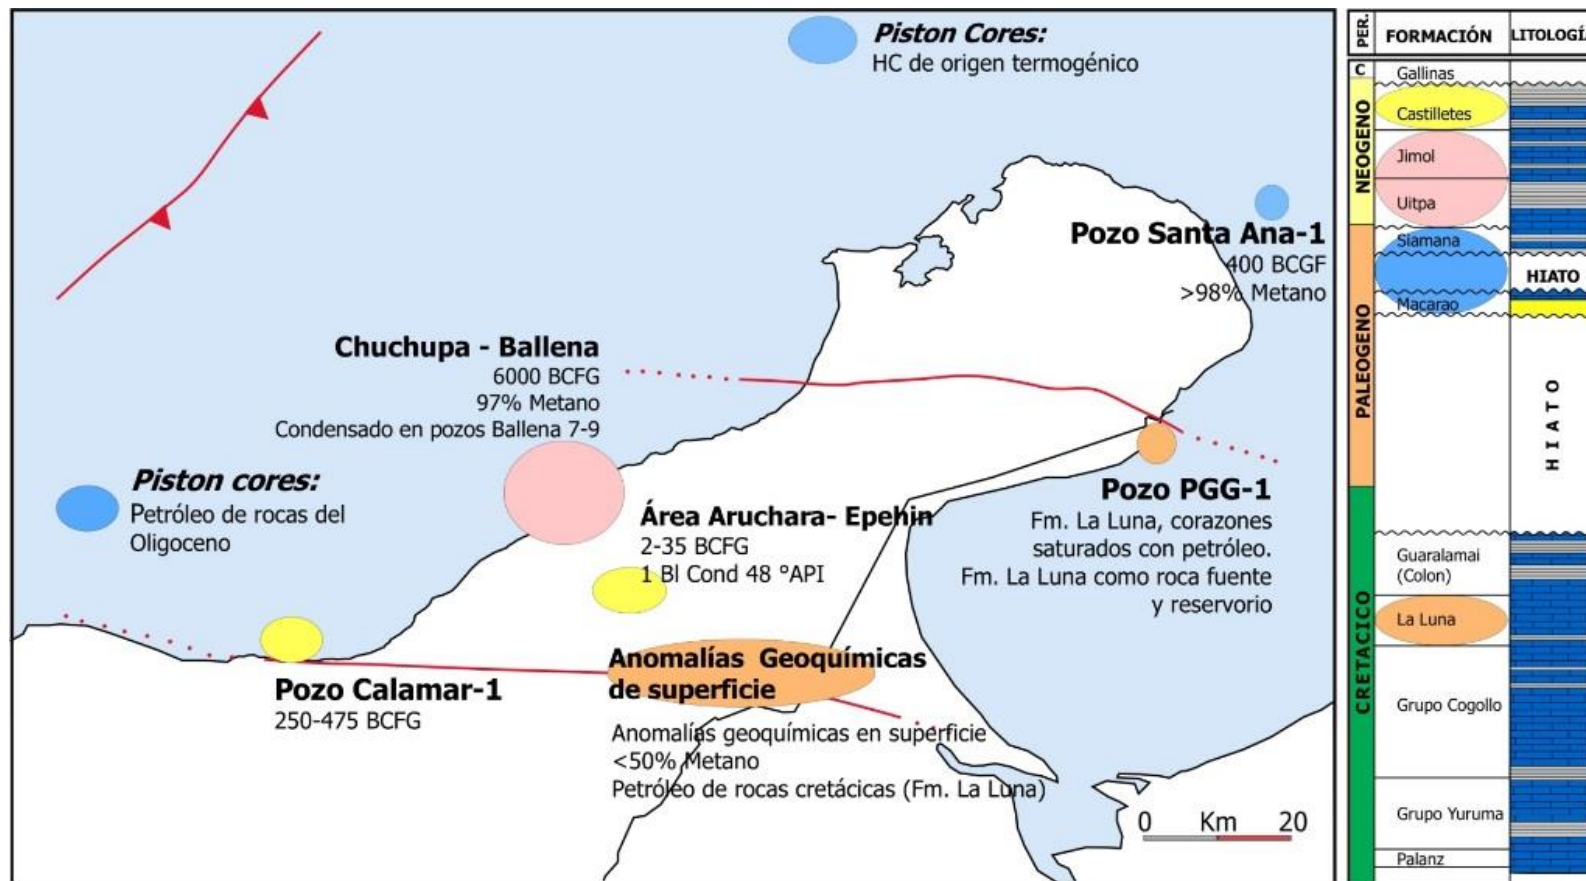 Piston Cores:
HC de origen termogénico
Pozo Santa Ana-1
400 BCGF
>98% Metano
Chuchupa - Ballena
6000 BCFG
97% Metano
Condensado en pozos Ballena 7-9
Piston cores:
Petróleo de rocas del
Oligoceno
Área Aruchara- Epehin
2-35 BCFG
1 Bl Cond 48 °API
Pozo PGG-1
Fm. La Luna, corazones
saturados con petróleo.
Fm. La Luna como roca fuente
y reservorio
Anomalías Geoquímicas
de superficie
Anomalías geoquímicas en superficie
<50% Metano
Petróleo de rocas cretácicas (Fm. La Luna)
Pozo Calamar-1
250-475 BCFG
0 Km 20
PER. FORMACIÓN LITOLOGÍ
C
Gallinas
NEOGENO
Castilletes
Jimol
Uitpa
PALEOGENO
Siamana
HIATO
Macarao
HIATO
CRETACICO
Guaralamai
(Colon)
La Luna
Grupo Cogollo
Grupo Yuruma
Palanz